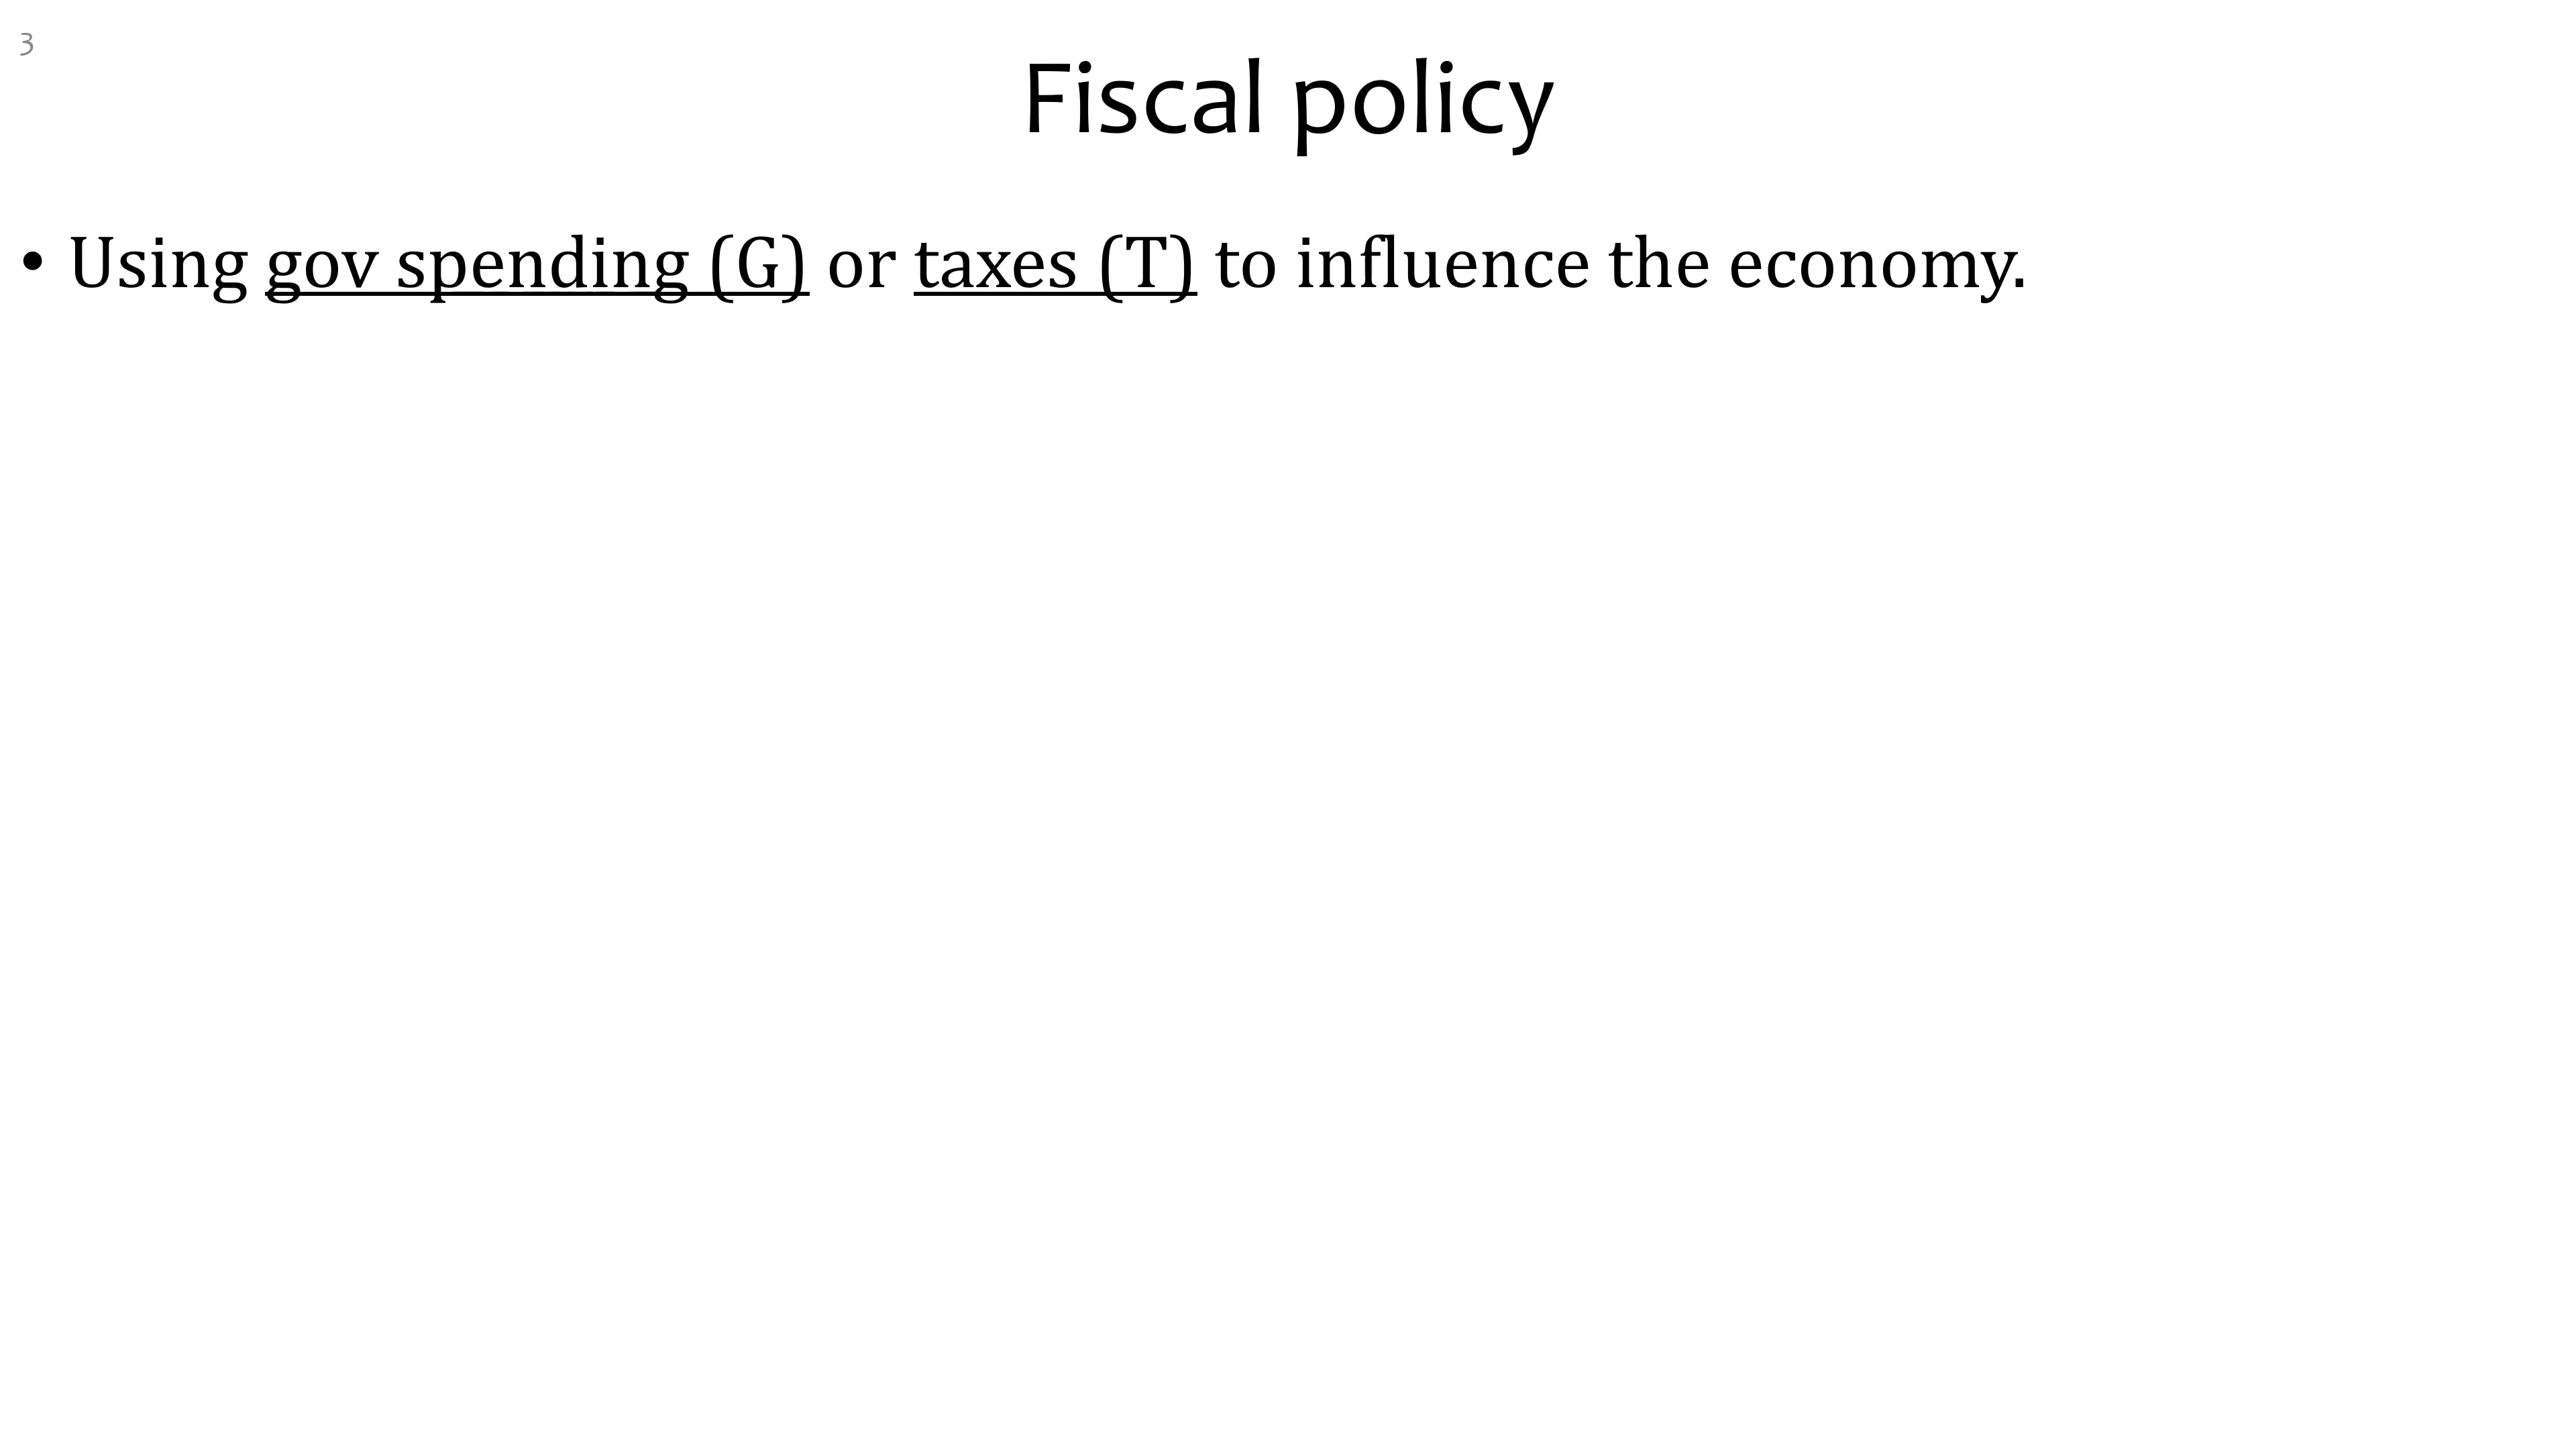 3
Fiscal policy
• Using gov spending (G) or taxes (T) to influence the economy.